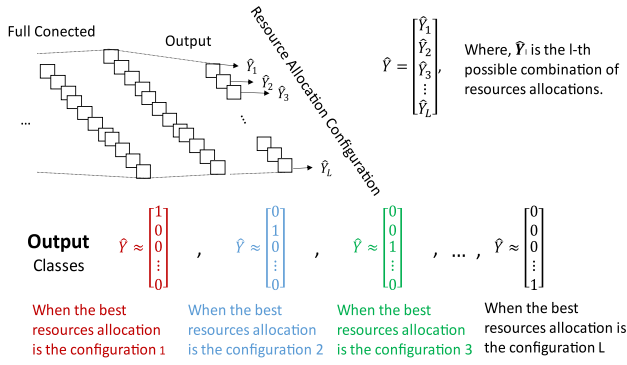 Full Conected
Output
Resource Allocation Configuration
Ŷ₁
Ŷ₂
Ŷ₃
...
...
Ŷ_L
Ŷ = [Ŷ₁ Ŷ₂ Ŷ₃ ⋮ Ŷ_L],
Where, Ŷₗ is the l-th
possible combination of
resources allocations.
Output
Classes
Ŷ ≈ [1 0 0 ⋮ 0] , Ŷ ≈ [0 1 0 ⋮ 0] , Ŷ ≈ [0 0 1 ⋮ 0] , ... , Ŷ ≈ [0 0 0 ⋮ 1]
When the best
resources allocation
is the configuration 1
When the best
resources allocation
is the configuration 2
When the best
resources allocation
is the configuration 3
When the best
resources allocation is
the configuration L